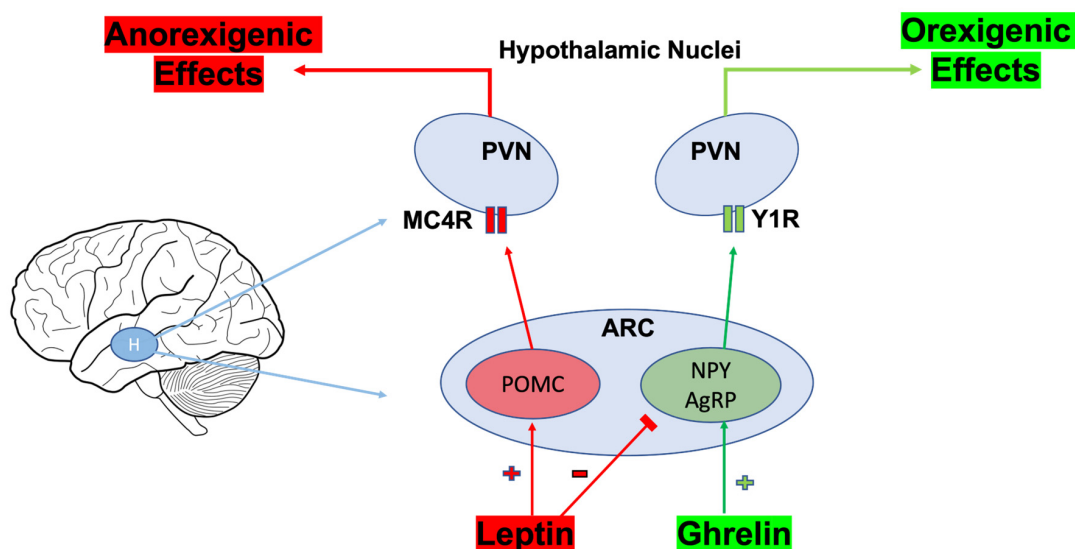 Anorexigenic
Effects
Hypothalamic Nuclei
Orexigenic
Effects
PVN
PVN
MC4R
Y1R
H
ARC
POMC
NPY
AgRP
+
-
+
Leptin
Ghrelin